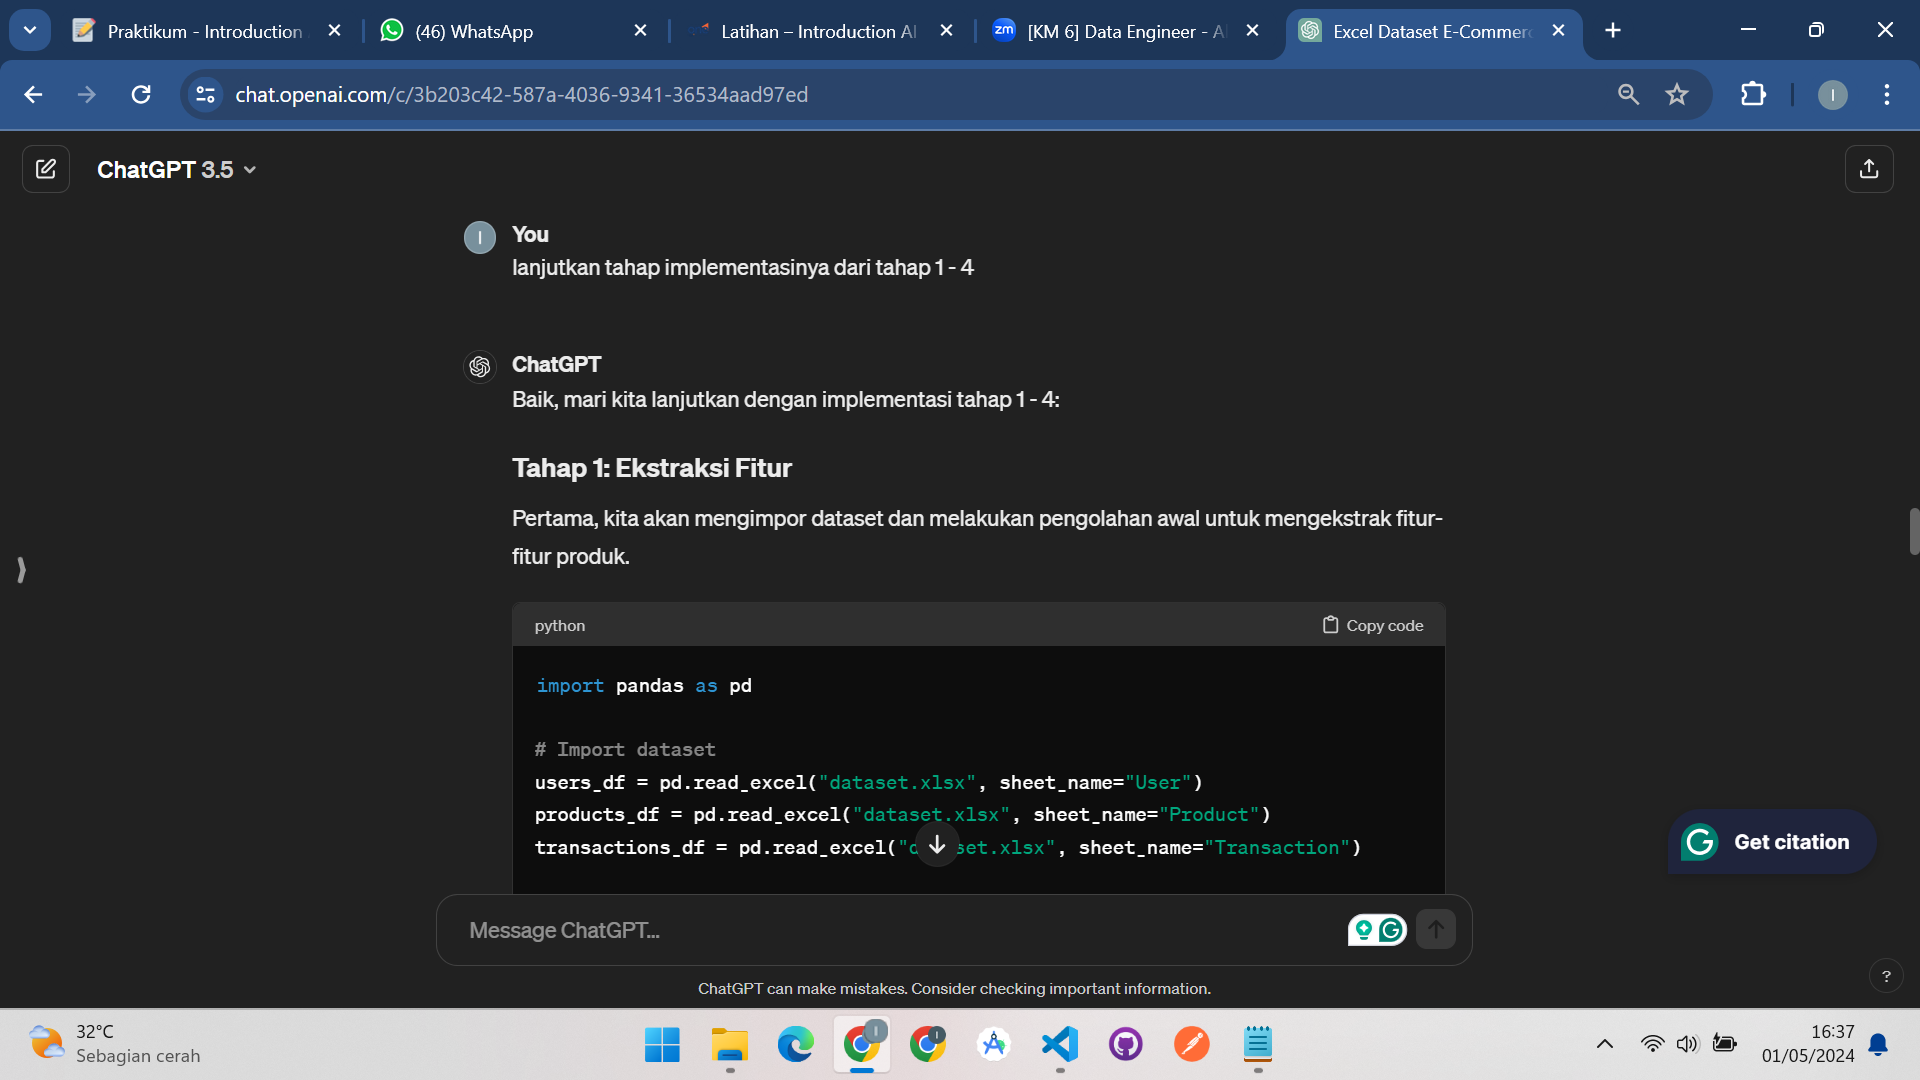 Praktikum - Introduction
(46) WhatsApp
Latihan – Introduction AI
zm
[KM 6] Data Engineer - A
Excel Dataset E-Commerc
chat.openai.com/c/3b203c42-587a-4036-9341-36534aad97ed
I
ChatGPT 3.5
I
You
lanjutkan tahap implementasinya dari tahap 1 - 4
ChatGPT
Baik, mari kita lanjutkan dengan implementasi tahap 1 - 4:
Tahap 1: Ekstraksi Fitur
Pertama, kita akan mengimpor dataset dan melakukan pengolahan awal untuk mengekstrak fitur-
fitur produk.
python
Copy code
import pandas as pd
# Import dataset
users_df = pd.read_excel("dataset.xlsx", sheet_name="User")
products_df = pd.read_excel("dataset.xlsx", sheet_name="Product")
transactions_df = pd.read_excel("d set.xlsx", sheet_name="Transaction")
Get citation
Message ChatGPT...
ChatGPT can make mistakes. Consider checking important information.
?
32°C
Sebagian cerah
I
I
16:37
01/05/2024